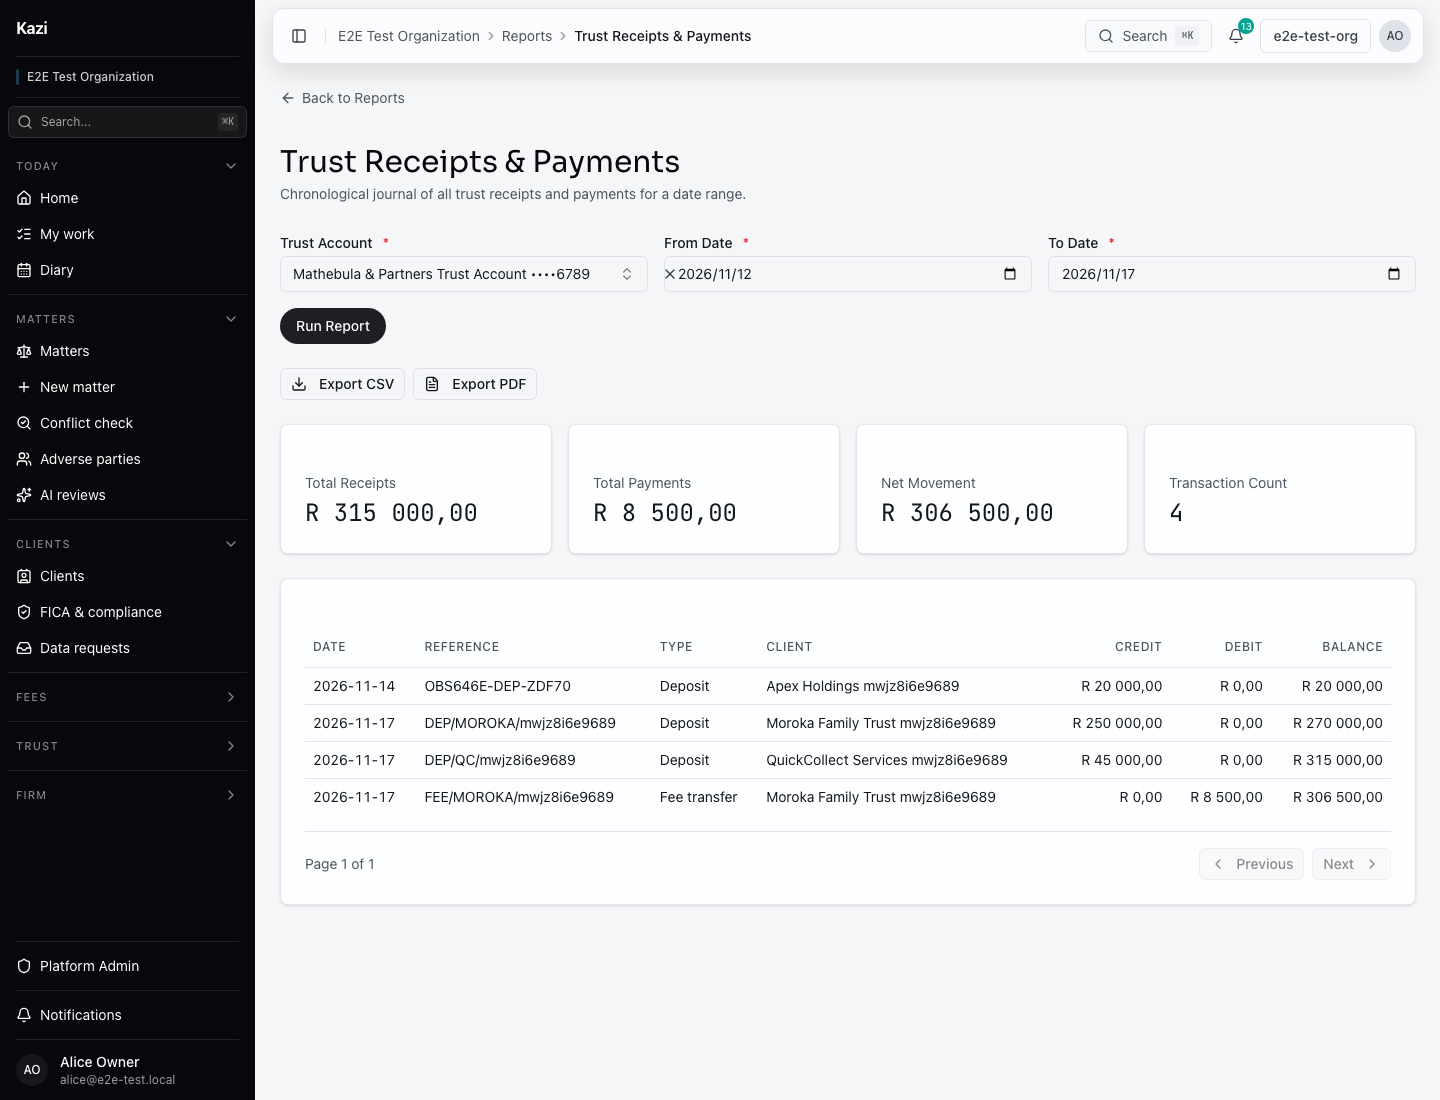 Kazi
E2E Test Organization
Search... ⌘K
TODAY
Home
My work
Diary
MATTERS
Matters
New matter
Conflict check
Adverse parties
AI reviews
CLIENTS
Clients
FICA & compliance
Data requests
FEES
TRUST
FIRM
Platform Admin
Notifications
AO Alice Owner
alice@e2e-test.local
E2E Test Organization > Reports > Trust Receipts & Payments
Search ⌘K 13 e2e-test-org AO
Back to Reports
Trust Receipts & Payments
Chronological journal of all trust receipts and payments for a date range.
Trust Account * From Date * To Date *
Mathebula & Partners Trust Account ••••6789 2026/11/12 2026/11/17
Run Report
Export CSV Export PDF
Total Receipts Total Payments Net Movement Transaction Count
R 315 000,00 R 8 500,00 R 306 500,00 4
DATE REFERENCE TYPE CLIENT CREDIT DEBIT BALANCE
2026-11-14 OBS646E-DEP-ZDF70 Deposit Apex Holdings mwjz8i6e9689 R 20 000,00 R 0,00 R 20 000,00
2026-11-17 DEP/MOROKA/mwjz8i6e9689 Deposit Moroka Family Trust mwjz8i6e9689 R 250 000,00 R 0,00 R 270 000,00
2026-11-17 DEP/QC/mwjz8i6e9689 Deposit QuickCollect Services mwjz8i6e9689 R 45 000,00 R 0,00 R 315 000,00
2026-11-17 FEE/MOROKA/mwjz8i6e9689 Fee transfer Moroka Family Trust mwjz8i6e9689 R 0,00 R 8 500,00 R 306 500,00
Page 1 of 1 Previous Next